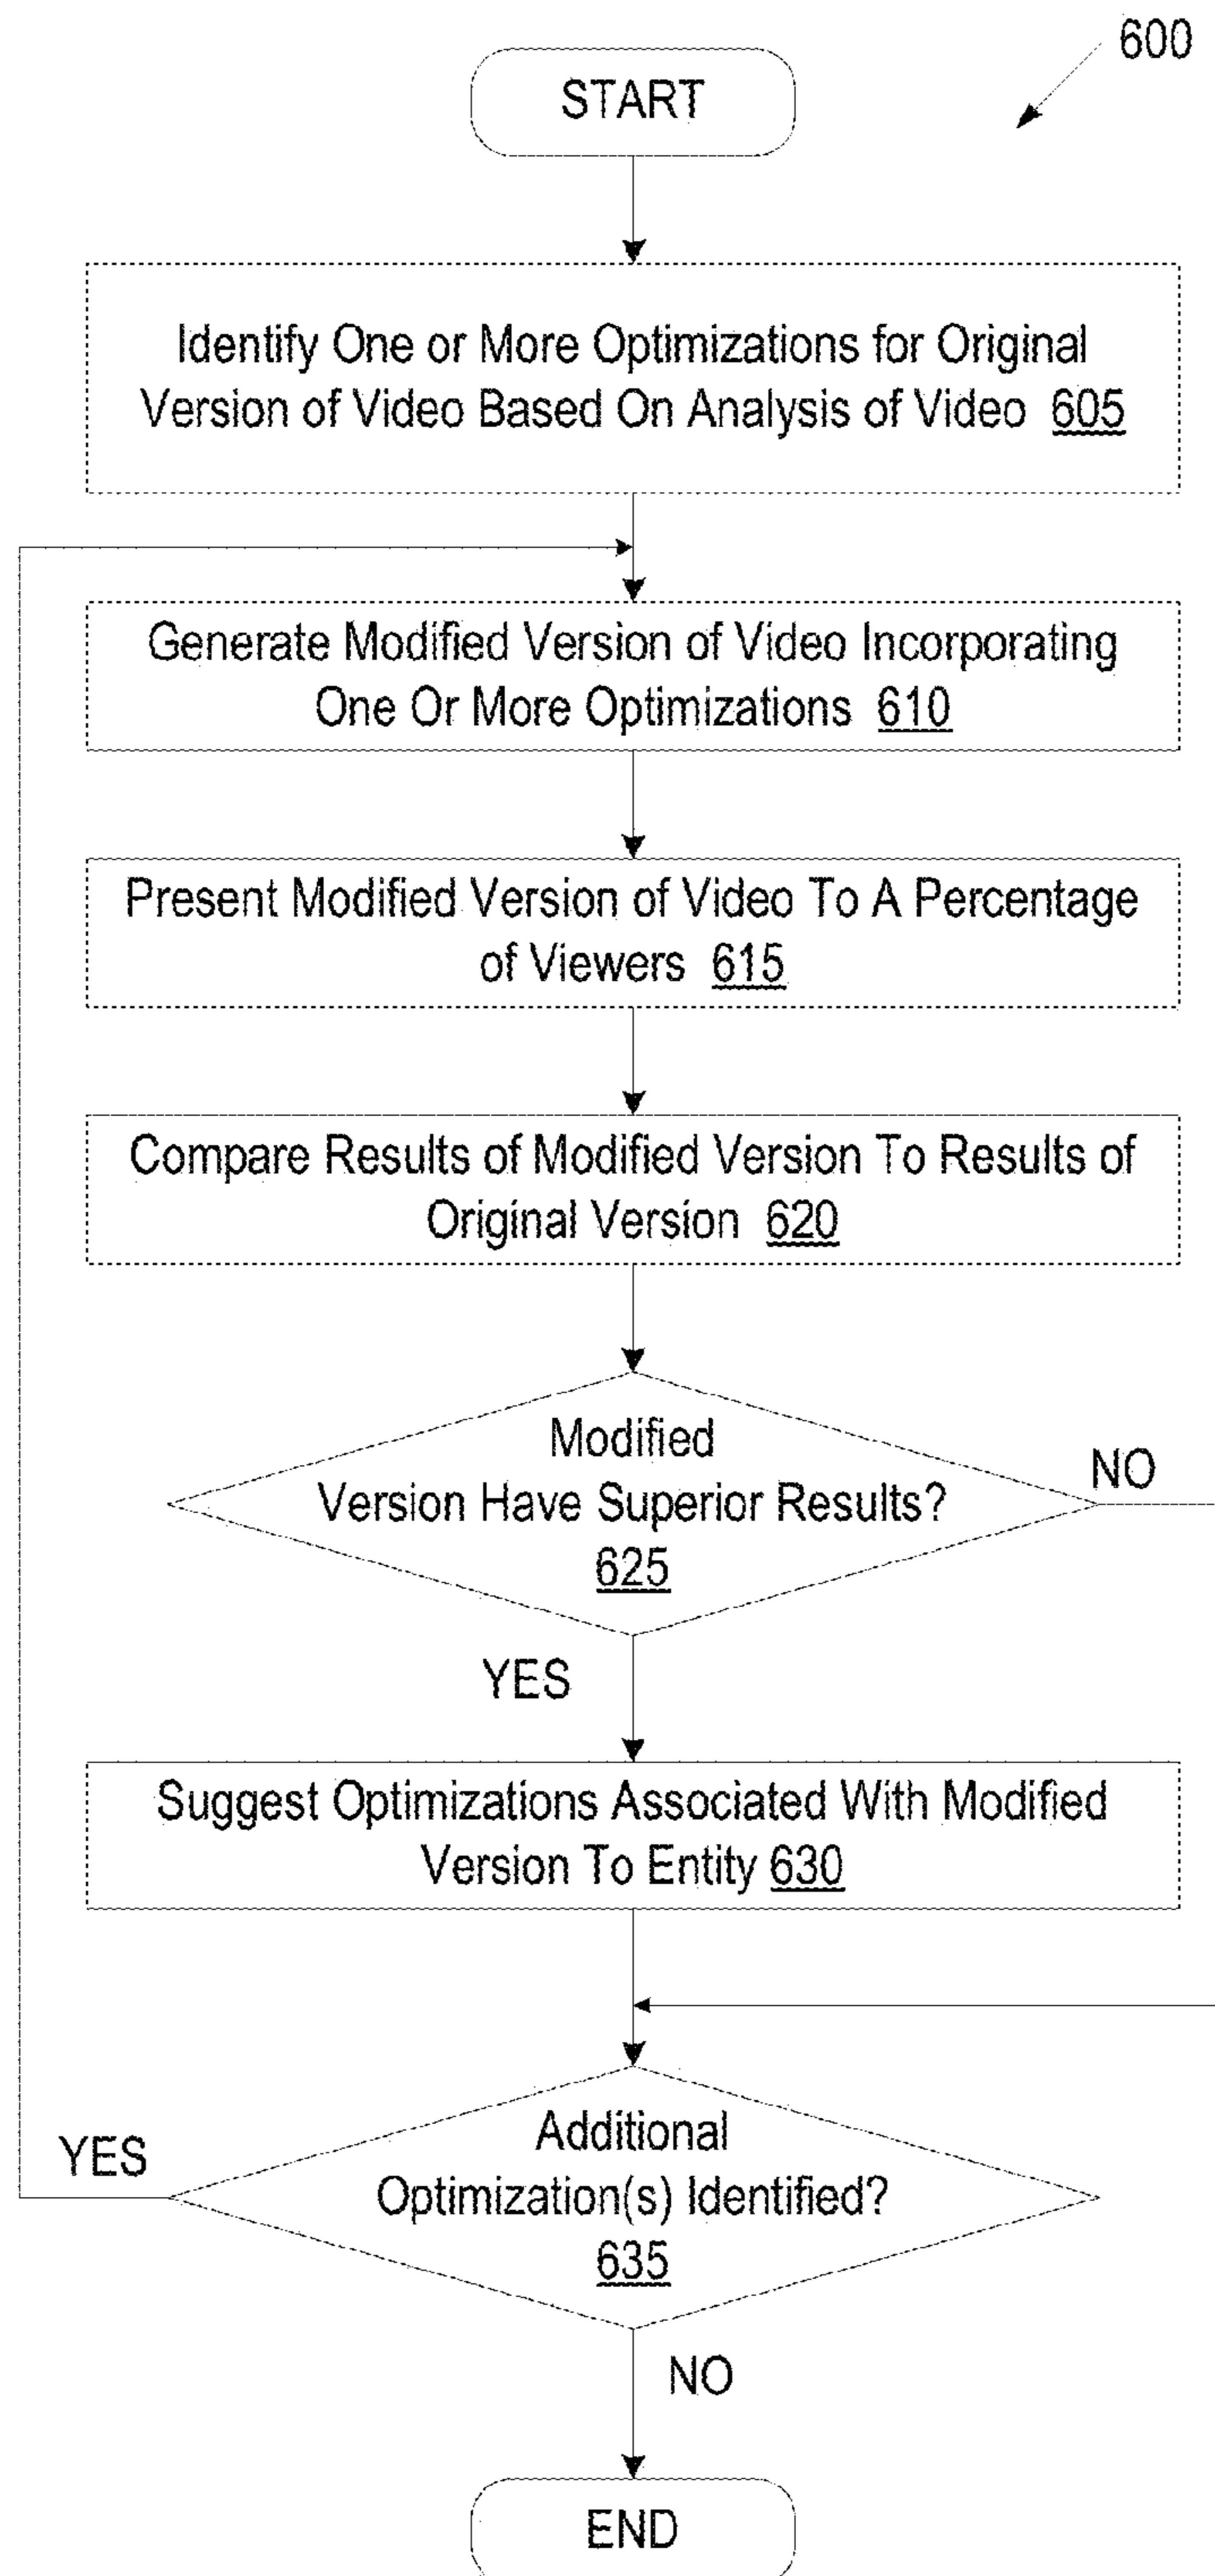 600
START
Identify One or More Optimizations for Original
Version of Video Based On Analysis of Video 605
Generate Modified Version of Video Incorporating
One Or More Optimizations 610
Present Modified Version of Video To A Percentage
of Viewers 615
Compare Results of Modified Version To Results of
Original Version 620
Modified
Version Have Superior Results?
625
NO
YES
Suggest Optimizations Associated With Modified
Version To Entity 630
Additional
Optimization(s) Identified?
635
YES
NO
END